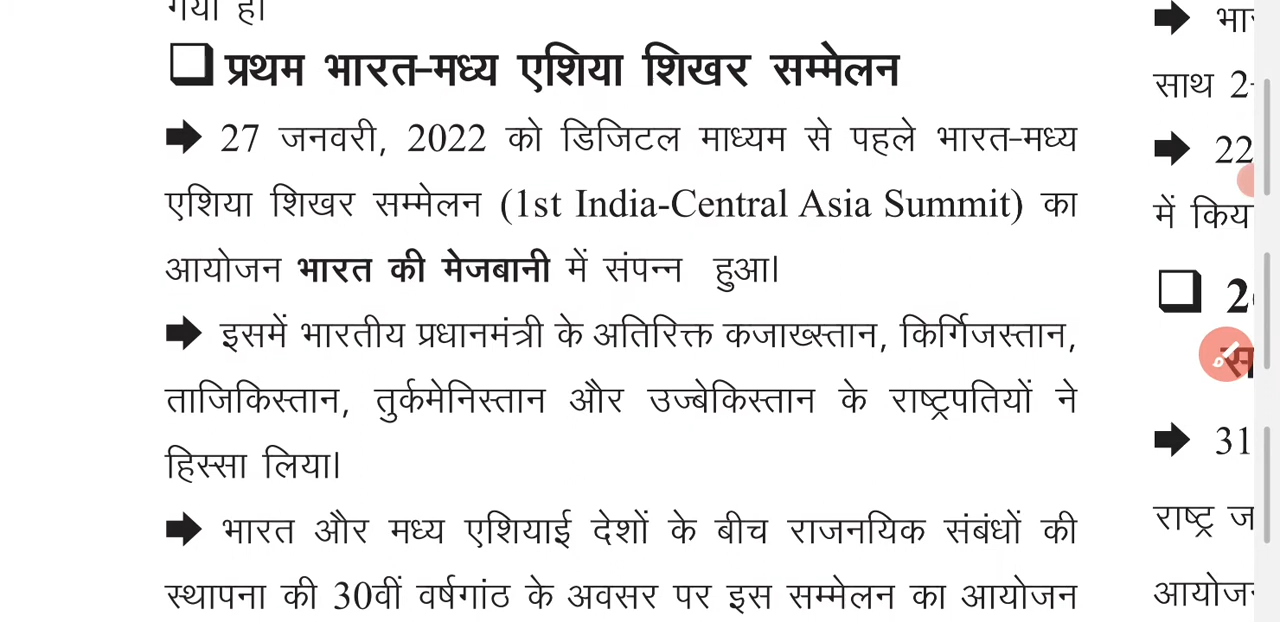 गया है।
❑ प्रथम भारत-मध्य एशिया शिखर सम्मेलन
➡ 27 जनवरी, 2022 को डिजिटल माध्यम से पहले भारत-मध्य
एशिया शिखर सम्मेलन (1st India-Central Asia Summit) का
आयोजन भारत की मेजबानी में संपन्न हुआ।
➡ इसमें भारतीय प्रधानमंत्री के अतिरिक्त कजाख्स्तान, किर्गिजस्तान,
ताजिकिस्तान, तुर्कमेनिस्तान और उज्बेकिस्तान के राष्ट्रपतियों ने
हिस्सा लिया।
➡ भारत और मध्य एशियाई देशों के बीच राजनयिक संबंधों की
स्थापना की 30वीं वर्षगांठ के अवसर पर इस सम्मेलन का आयोजन
साथ 2
➡ 22
में
➡ 31
राष्ट्र